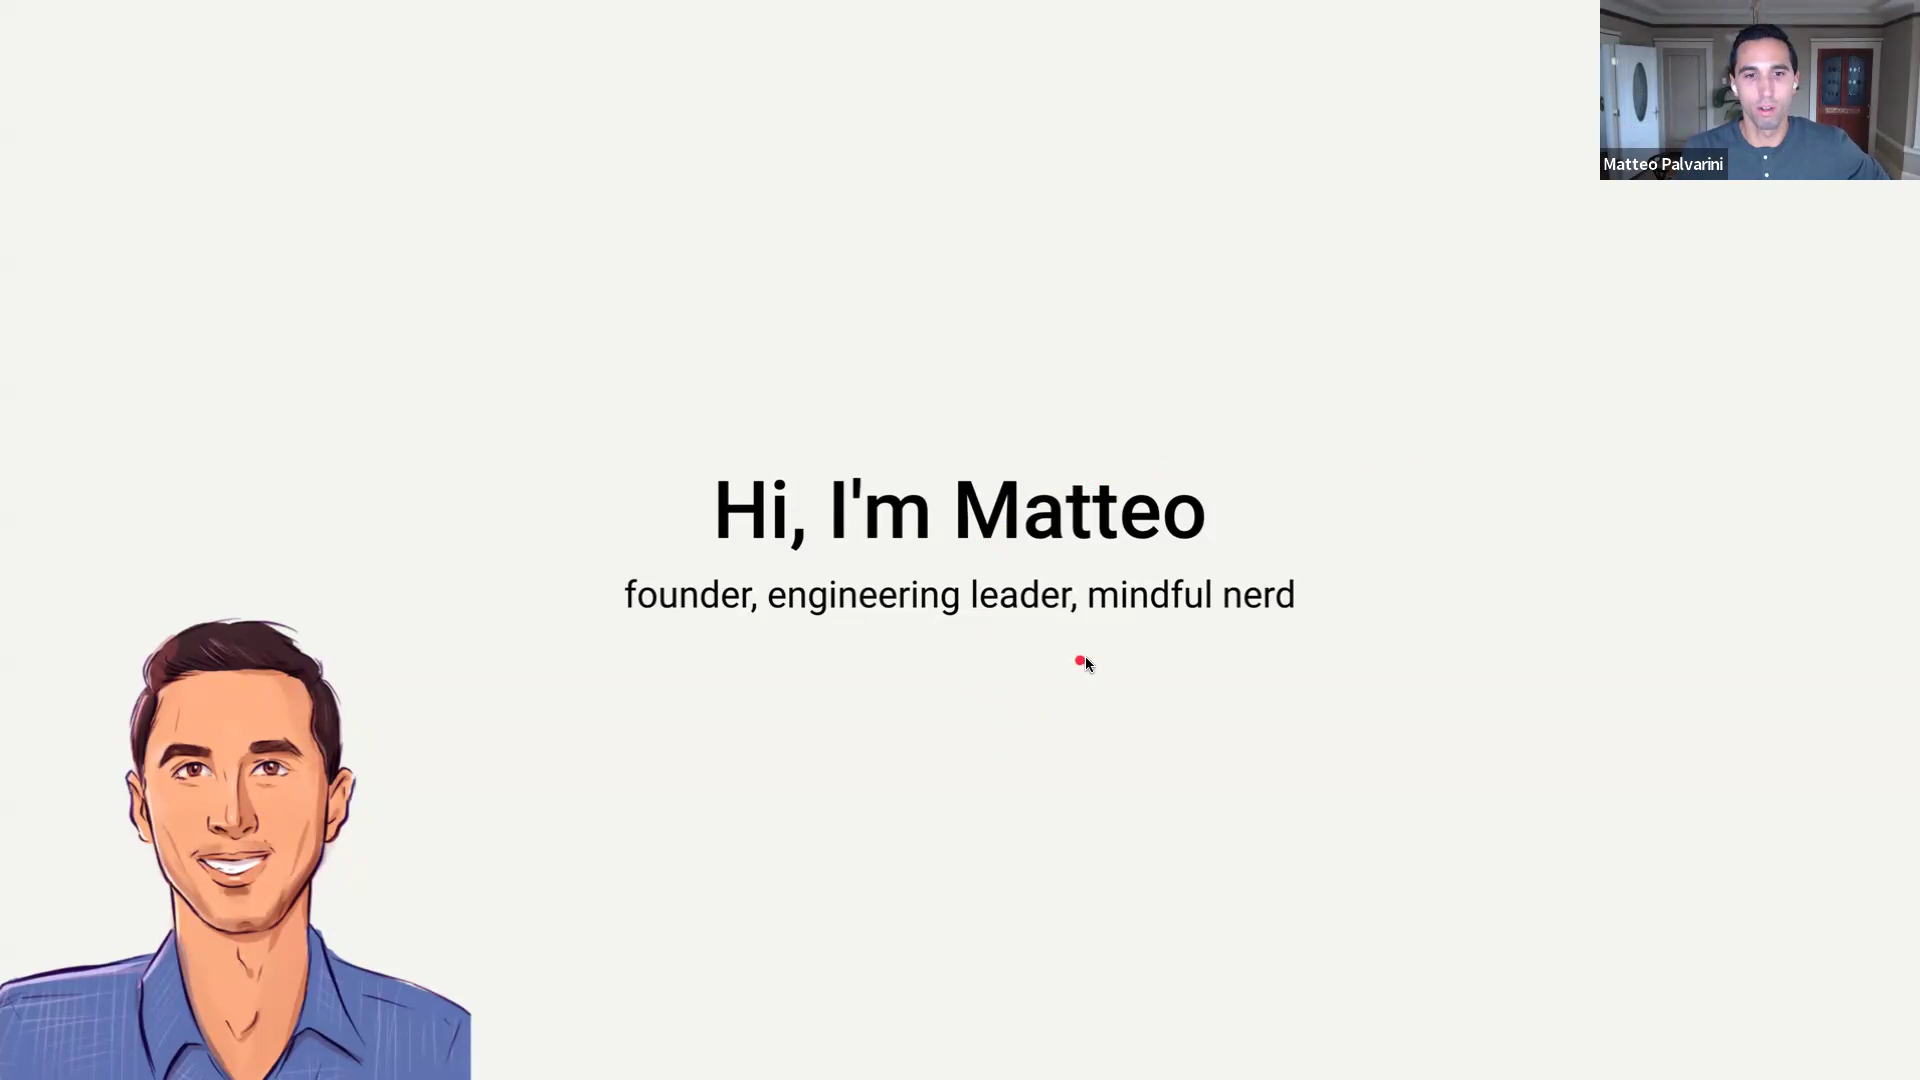 Matteo Palvarini
Hi, I'm Matteo
founder, engineering leader, mindful nerd